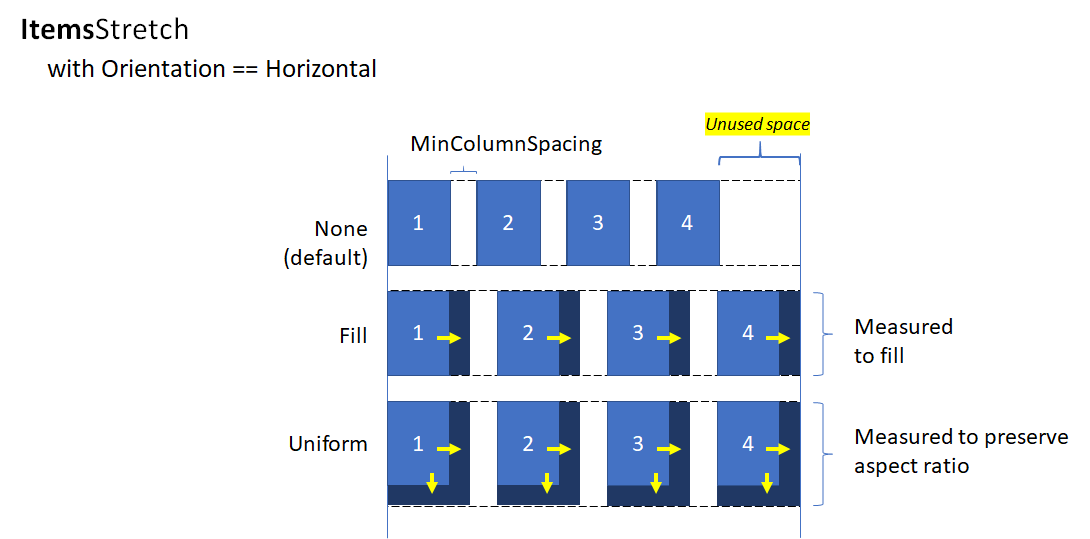 ItemsStretch
with Orientation == Horizontal
Unused space
MinColumnSpacing
None
(default)
1 2 3 4
Fill
1 2 3 4
Measured
to fill
Uniform
1 2 3 4
Measured to preserve
aspect ratio